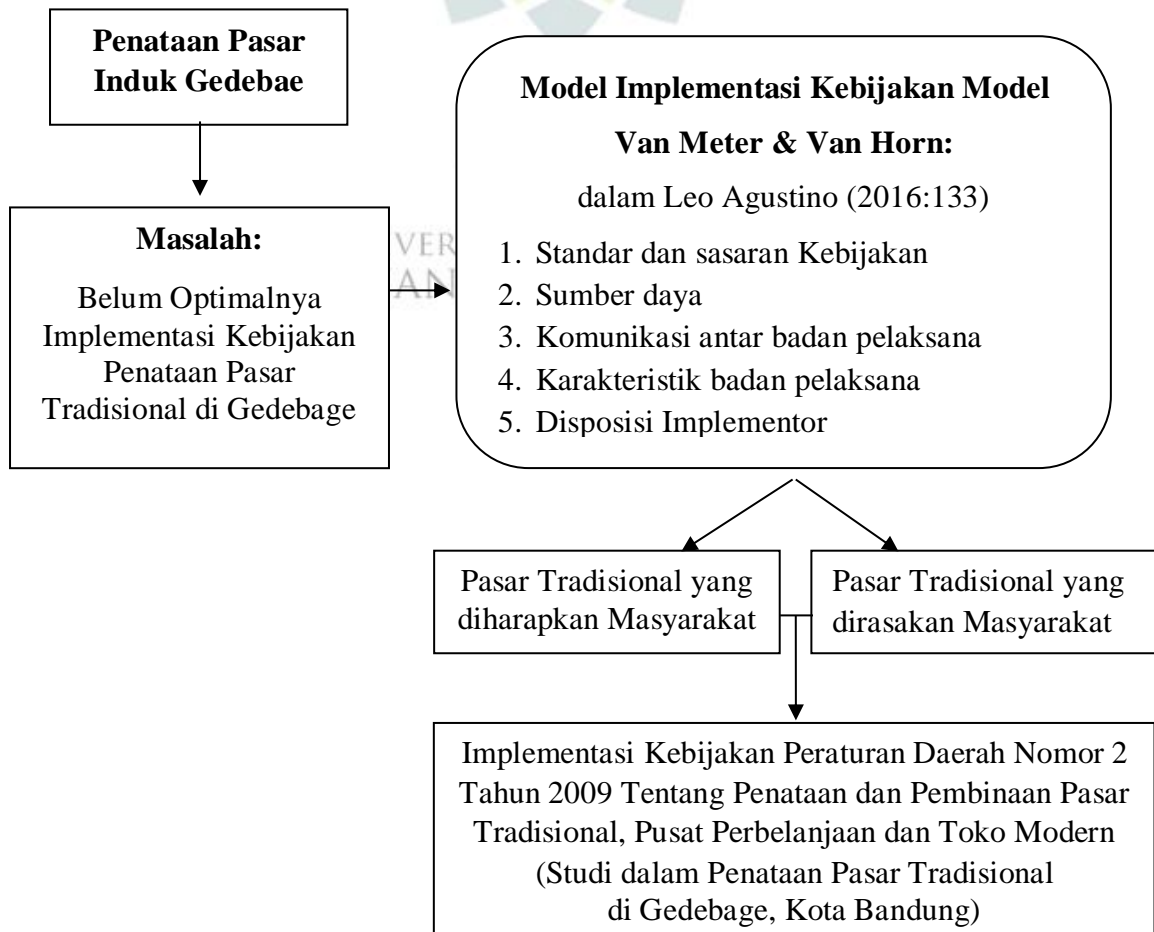 Penataan Pasar
Induk Gedebae
Model Implementasi Kebijakan Model
Van Meter & Van Horn:
dalam Leo Agustino (2016:133)
1. Standar dan sasaran Kebijakan
2. Sumber daya
3. Komunikasi antar badan pelaksana
4. Karakteristik badan pelaksana
5. Disposisi Implementor
Masalah:
Belum Optimalnya
Implementasi Kebijakan
Penataan Pasar
Tradisional di Gedebage
VER
AN
Pasar Tradisional yang
diharapkan Masyarakat
Pasar Tradisional yang
dirasakan Masyarakat
Implementasi Kebijakan Peraturan Daerah Nomor 2
Tahun 2009 Tentang Penataan dan Pembinaan Pasar
Tradisional, Pusat Perbelanjaan dan Toko Modern
(Studi dalam Penataan Pasar Tradisional
di Gedebage, Kota Bandung)